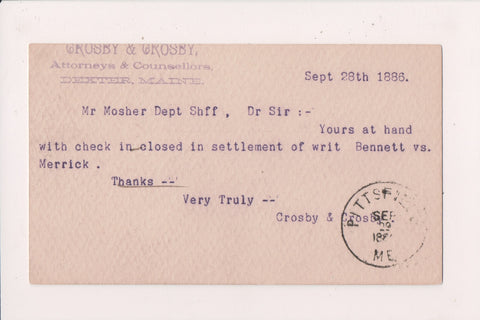 CROSBY & CROSBY,
Attorneys & Counsellors,
DEXTER, MAINE.
Sept 28th 1886.
Mr Mosher Dept Shff , Dr Sir :-
Yours at hand
with check in closed in settlement of writ Bennett vs.
Merrick .
Thanks --
Very Truly --
Crosby & Crosby
PITTSFIELD
SEP
29
ME.